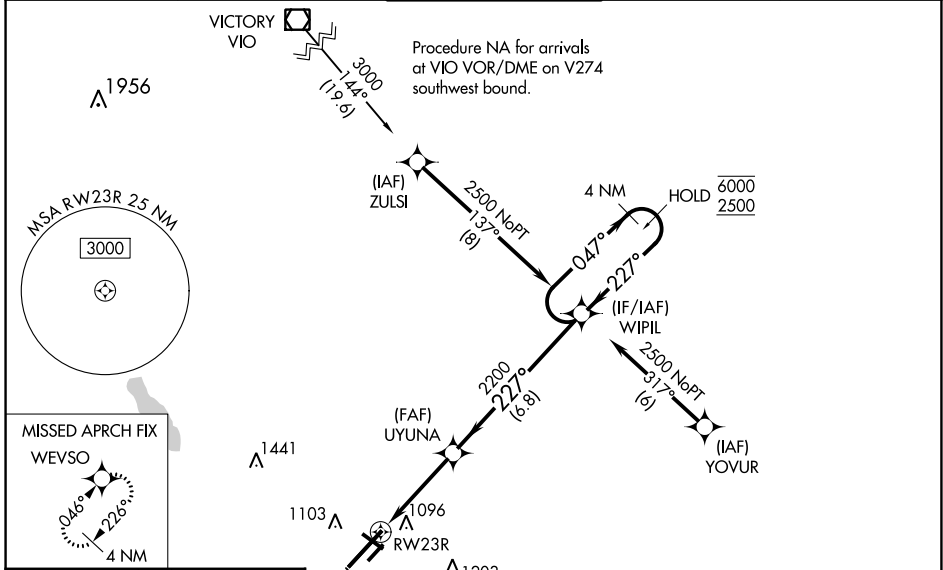 VICTORY
VIO
Procedure NA for arrivals
at VIO VOR/DME on V274
southwest bound.
3000
144°
(19.6)
1956
(IAF)
ZULSI
2500 NoPT
137°
(8)
4 NM
HOLD
6000
2500
047°
227°
MSA RW23R 25 NM
3000
(IF/IAF)
WIPIL
2500 NoPT
317°
(6)
2200
227°
(6.8)
(FAF)
UYUNA
(IAF)
YOVUR
MISSED APRCH FIX
WEVSO
046°
226°
4 NM
1441
1103
1096
RW23R